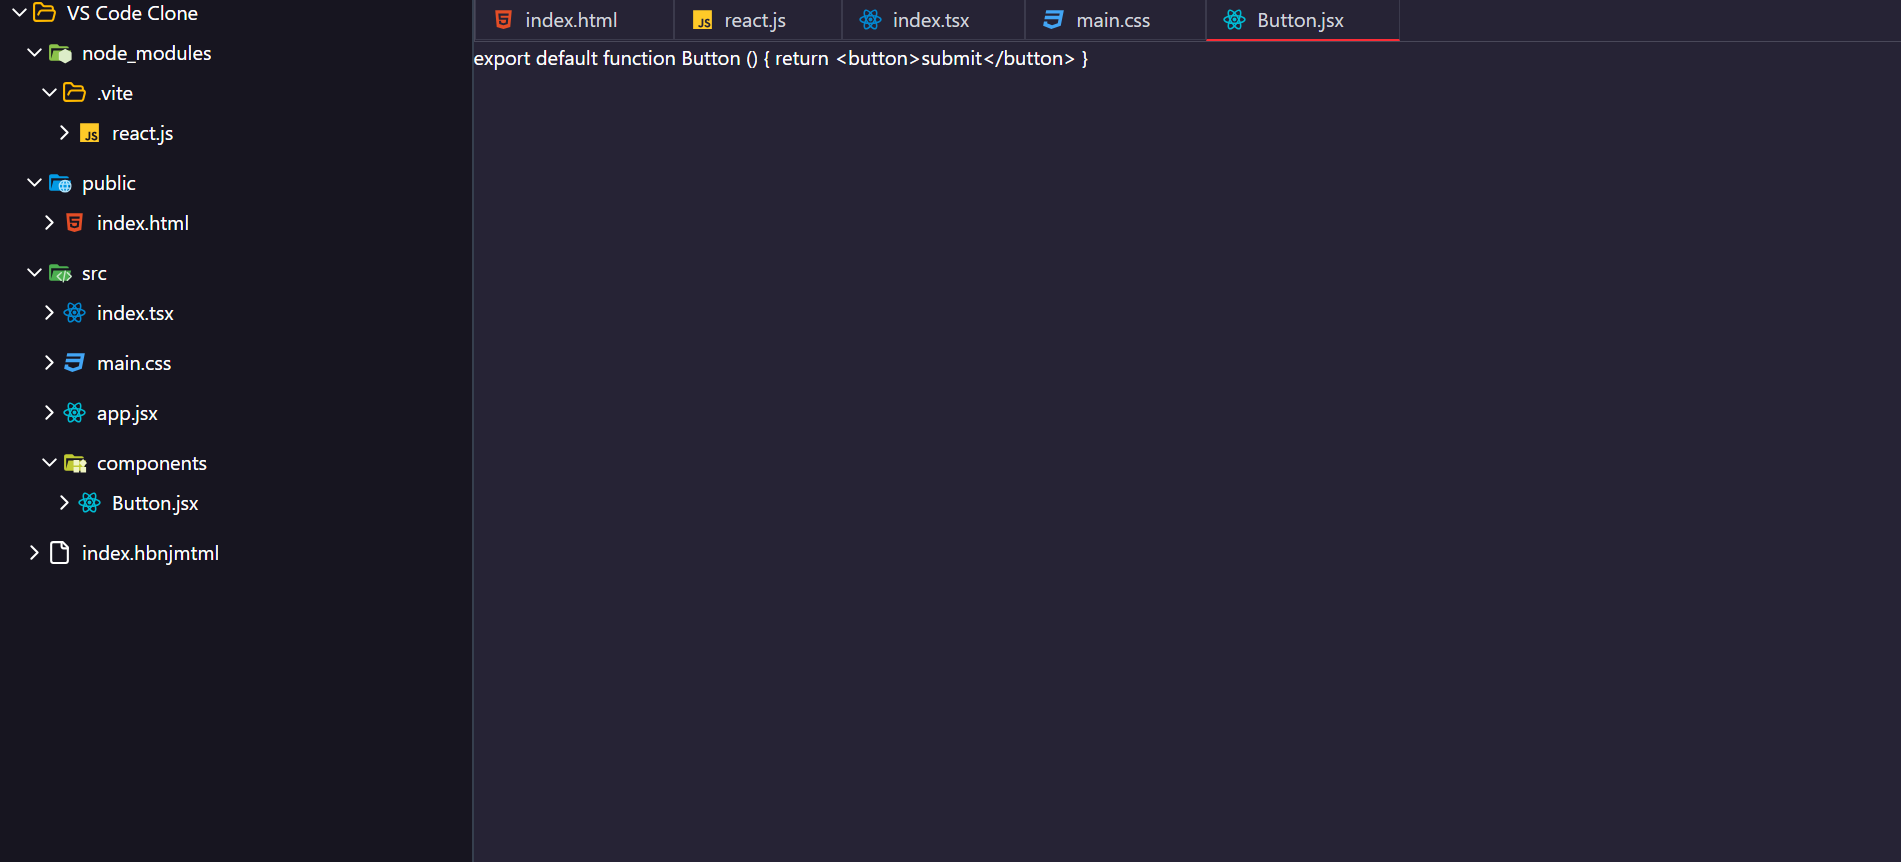 VS Code Clone
node_modules
.vite
JS react.js
public
5 index.html
src
index.tsx
main.css
app.jsx
components
Button.jsx
index.hbnjmtml
5 index.html
JS react.js
index.tsx
main.css
Button.jsx
export default function Button () { return <button>submit</button> }